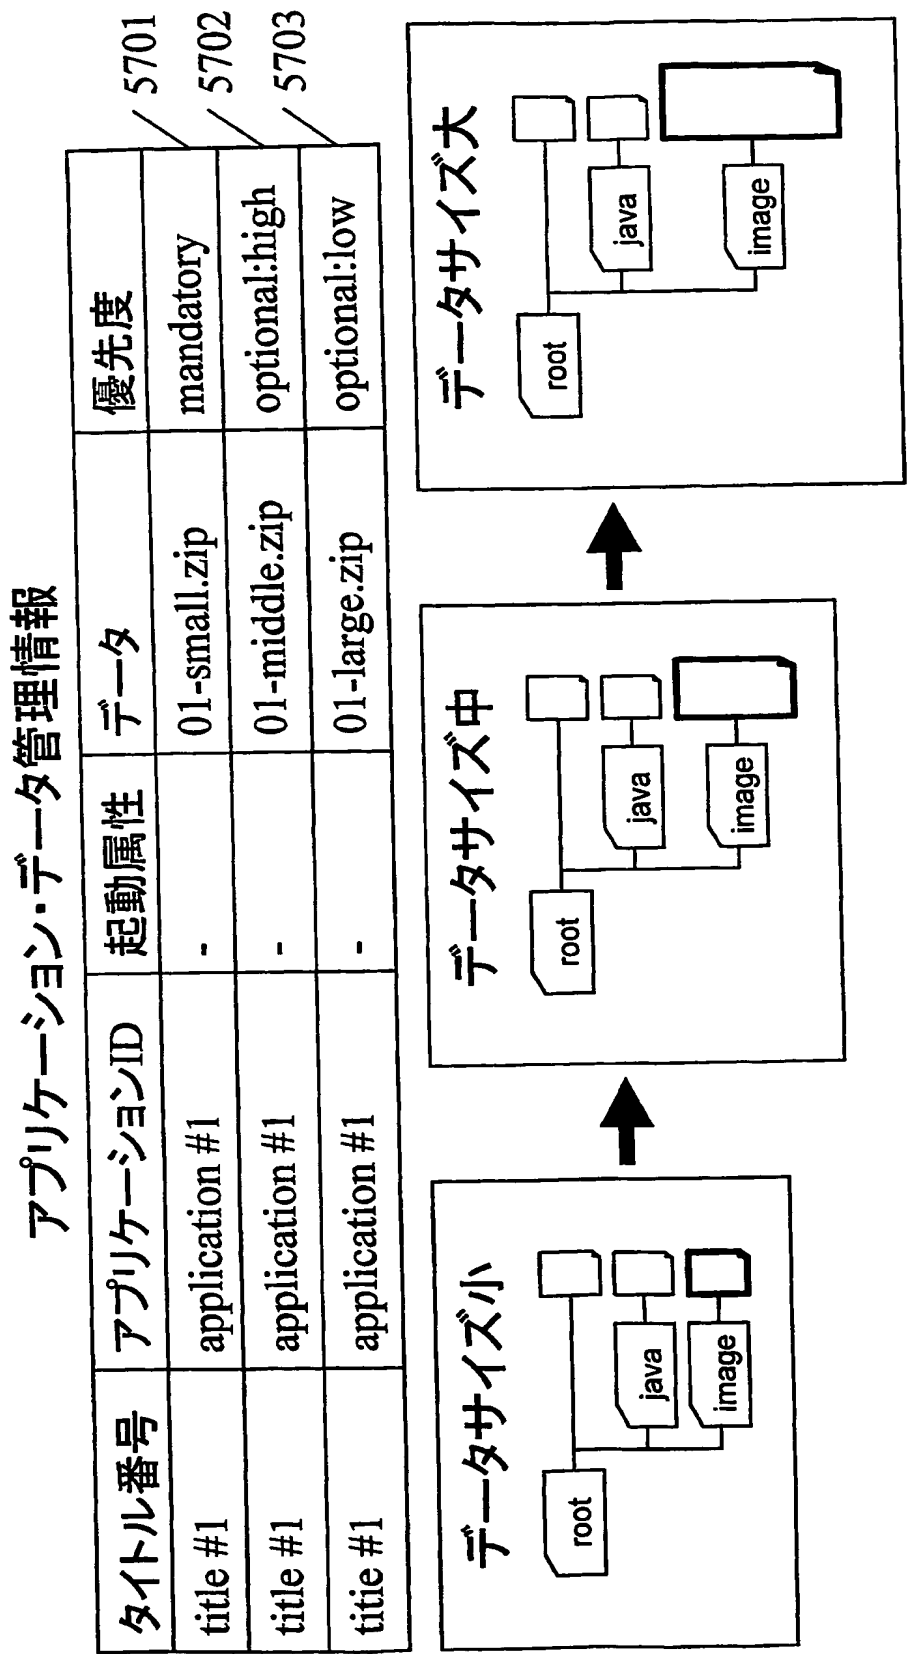 アプリケーション・データ管理情報
タイトル番号 アプリケーションID 起動属性 データ 優先度
title #1 application #1 - 01-small.zip mandatory 5701
title #1 application #1 - 01-middle.zip optional:high 5702
titie #1 application #1 - 01-large.zip optional:low 5703
データサイズ小
root
java
image
データサイズ中
root
java
image
データサイズ大
root
java
image